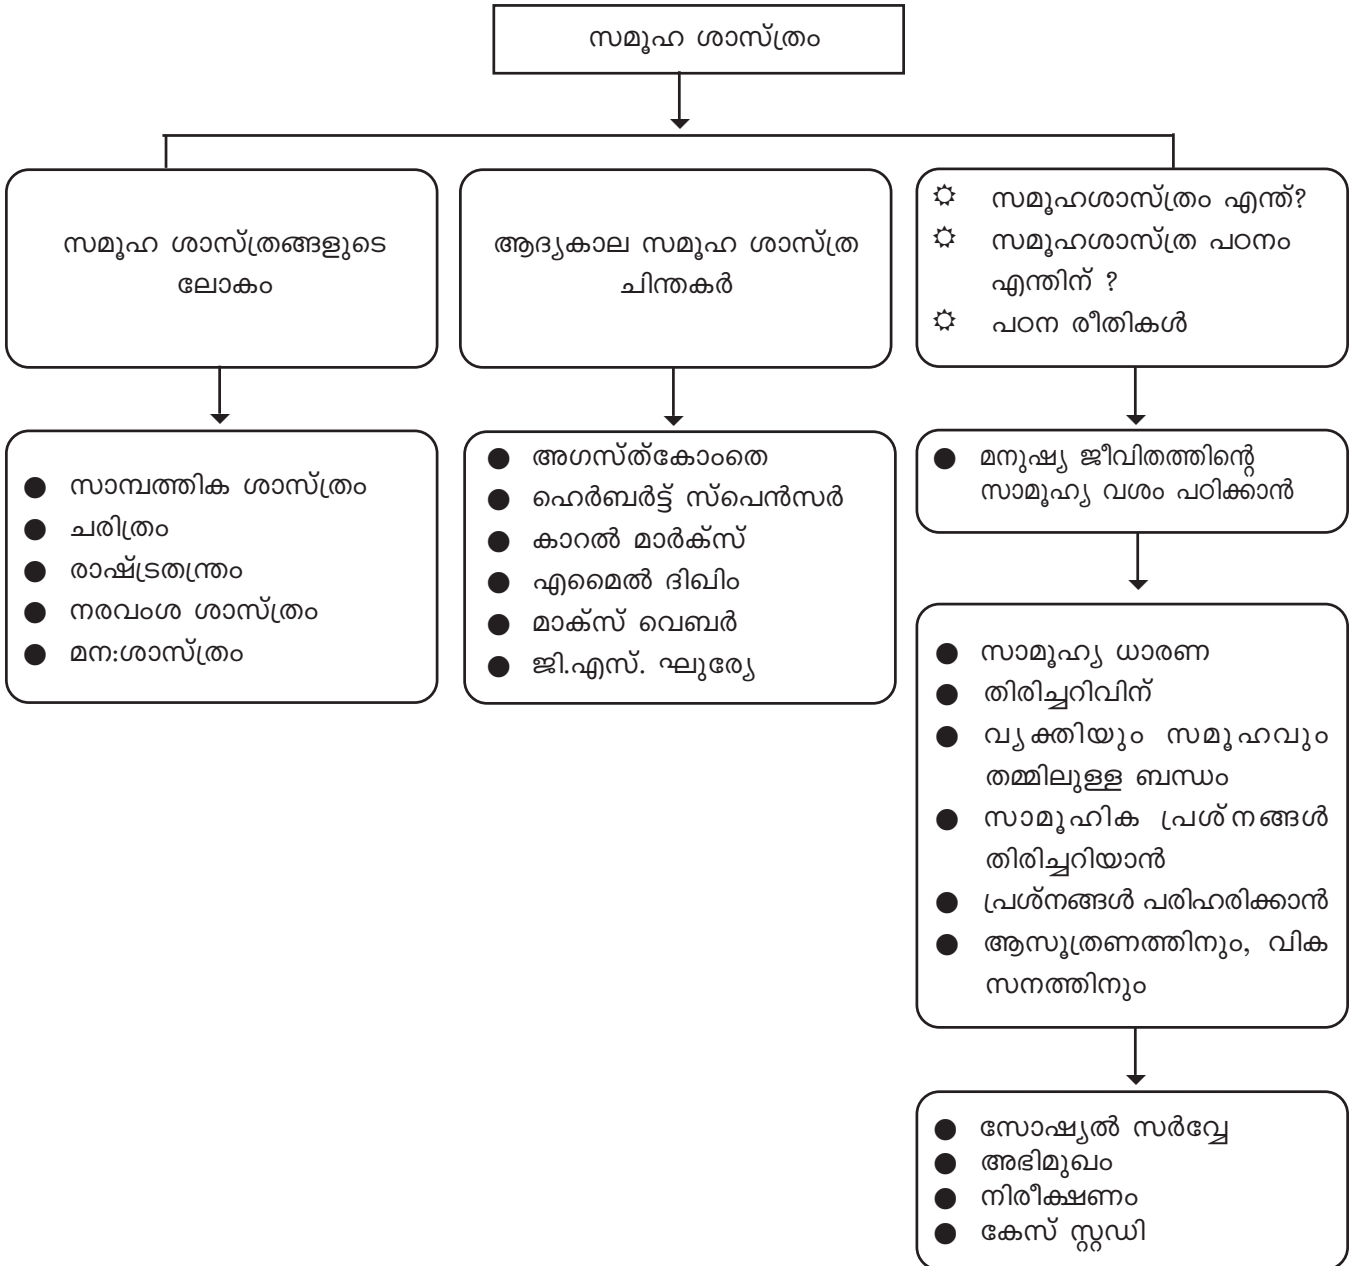 സമൂഹ ശാസ്ത്രം
സമൂഹ ശാസ്ത്രങ്ങളുടെ
ലോകം
ആദ്യകാല സമൂഹ ശാസ്ത്ര
ചിന്തകർ
സമൂഹശാസ്ത്രം എന്ത്?
സമൂഹശാസ്ത്ര പഠനം
എന്തിന് ?
പഠന രീതികൾ
സാമ്പത്തിക ശാസ്ത്രം
ചരിത്രം
രാഷ്ട്രതന്ത്രം
നരവംശ ശാസ്ത്രം
മന:ശാസ്ത്രം
അഗസ്ത്കോംതെ
ഹെർബർട്ട് സ്പെൻസർ
കാറൽ മാർക്സ്
എമൈൽ ദിഖിം
മാക്സ് വെബർ
ജി.എസ്. ഘുര്യേ
മനുഷ്യ ജീവിതത്തിന്റെ
സാമൂഹ്യ വശം പഠിക്കാൻ
സാമൂഹ്യ ധാരണ
തിരിച്ചറിവിന്
വ്യക്തിയും സമൂഹവും
തമ്മിലുള്ള ബന്ധം
സാമൂഹിക പ്രശ്നങ്ങൾ
തിരിച്ചറിയാൻ
പ്രശ്നങ്ങൾ പരിഹരിക്കാൻ
ആസൂത്രണത്തിനും, വിക
സനത്തിനും
സോഷ്യൽ സർവ്വേ
അഭിമുഖം
നിരീക്ഷണം
കേസ് സ്റ്റഡി